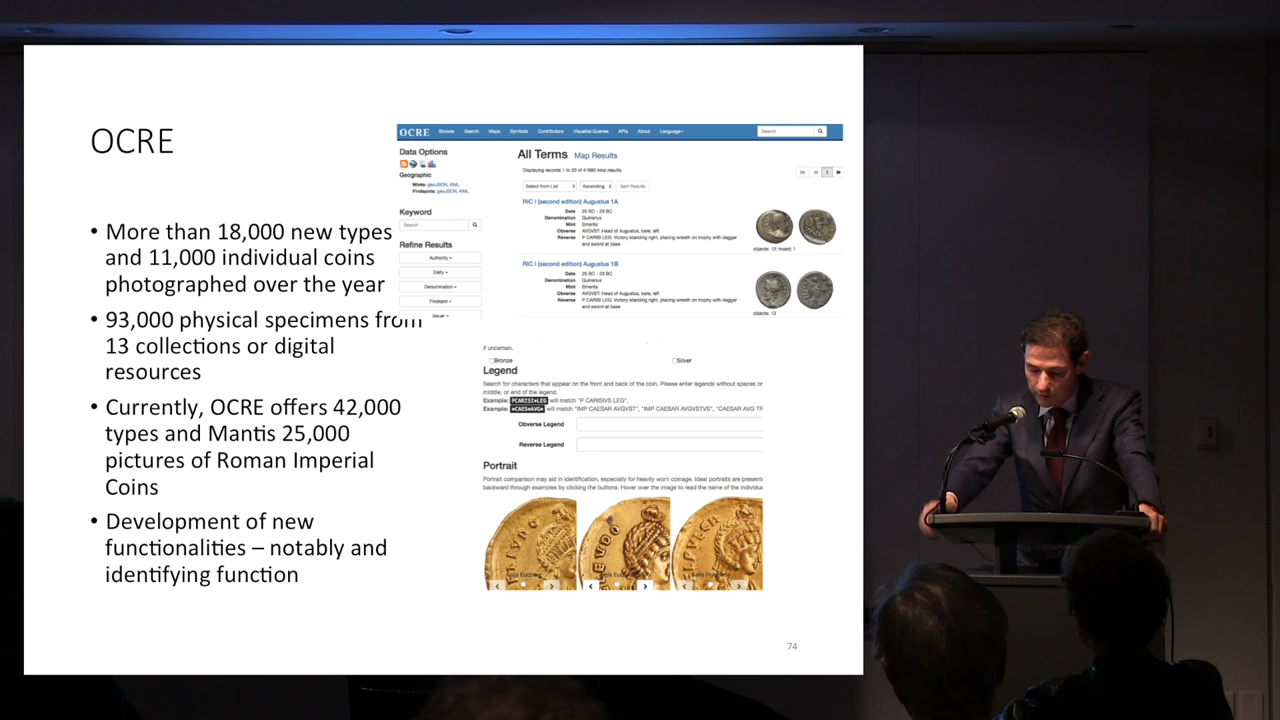 OCRE
• More than 18,000 new types
and 11,000 individual coins
photographed over the year
• 93,000 physical specimens from
13 collections or digital
resources
• Currently, OCRE offers 42,000
types and Mantis 25,000
pictures of Roman Imperial
Coins
• Development of new
functionalities – notably and
identifying function
OCRE Browse Search Maps Symbols Contributors Visualize Queries APIs About Language Search
Data Options
Geographic
Mints: geoJSON, KML
Findspots: geoJSON, KML
Keyword
Search
Refine Results
Authority
Deity
Denomination
Findspot
Issuer
All Terms Map Results
Displaying records 1 to 20 of 41690 total results.
Select from List Ascending Sort Results
1
RIC I (second edition) Augustus 1A
Date 25 BC - 23 BC
Denomination Quinarius
Mint Emerita
Obverse AVGVST: Head of Augustus, bare, left
Reverse P CARISI LEG: Victory standing right, placing wreath on trophy with dagger
and sword at base
objects: 12; hoard: 1
RIC I (second edition) Augustus 1B
Date 25 BC - 23 BC
Denomination Quinarius
Mint Emerita
Obverse AVGVST: Head of Augustus, bare, left
Reverse P CARISI LEG: Victory standing right, placing wreath on trophy with dagger
and sword at base
objects: 13
if uncertain.
Bronze Silver
Legend
Search for characters that appear on the front and back of the coin. Please enter legends without spaces or
middle, or end of the legend.
Example: PCARISI*LEG will match "P CARISIVS LEG".
Example: *CAES*AVG* will match "IMP CAESAR AVGVST", "IMP CAESAR AVGVSTVS", "CAESAR AVG TR
Obverse Legend
Reverse Legend
Portrait
Portrait comparison may aid in identification, especially for heavily worn coinage. Ideal portraits are presente
backward through examples by clicking the buttons. Hover over the image to read the name of the individua
74